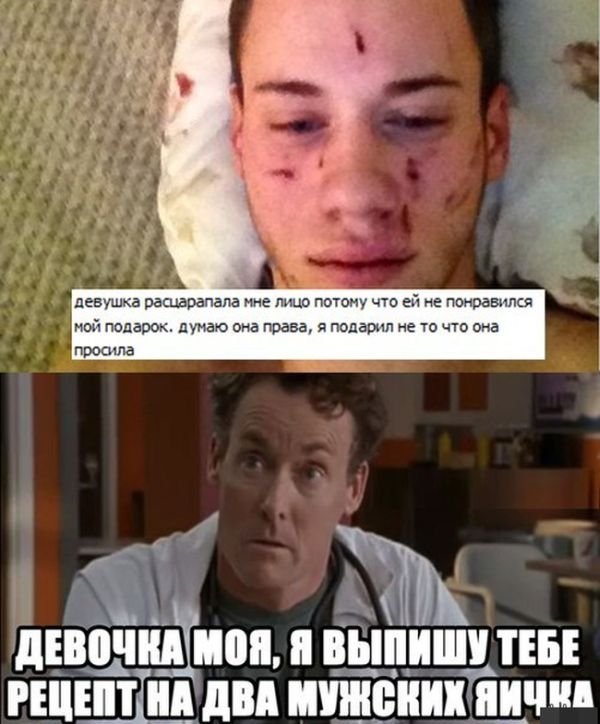 девушка расцарапала мне лицо потому что ей не понравился
мой подарок. думаю она права, я подарил не то что она
просила
ДЕВОЧКА МОЯ, Я ВЫПИШУ ТЕБЕ
РЕЦЕПТ НА ДВА МУЖСКИХ ЯИЧКА